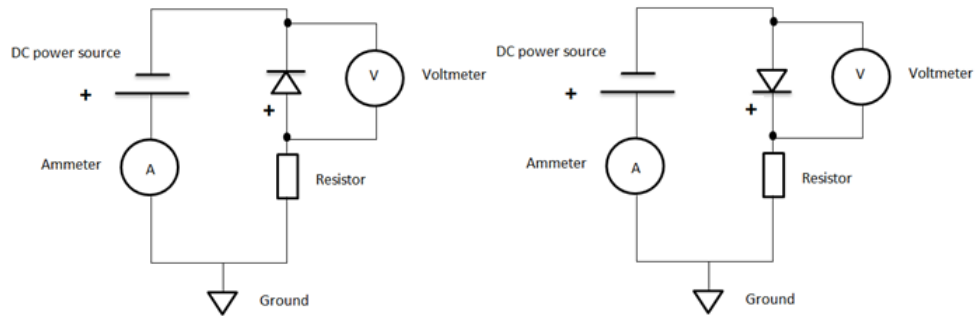 DC power source
+
+
V
Voltmeter
Ammeter
A
Resistor
Ground
DC power source
+
+
V
Voltmeter
Ammeter
A
Resistor
Ground